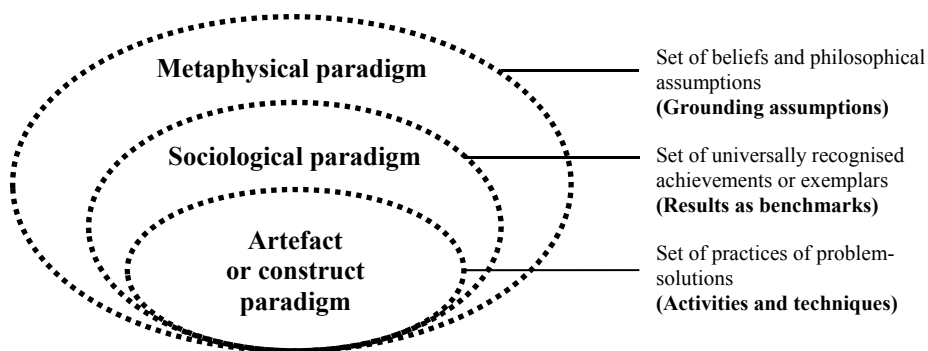 Metaphysical paradigm
Set of beliefs and philosophical
assumptions
(Grounding assumptions)
Sociological paradigm
Set of universally recognised
achievements or exemplars
(Results as benchmarks)
Artefact
or construct
paradigm
Set of practices of problem-
solutions
(Activities and techniques)